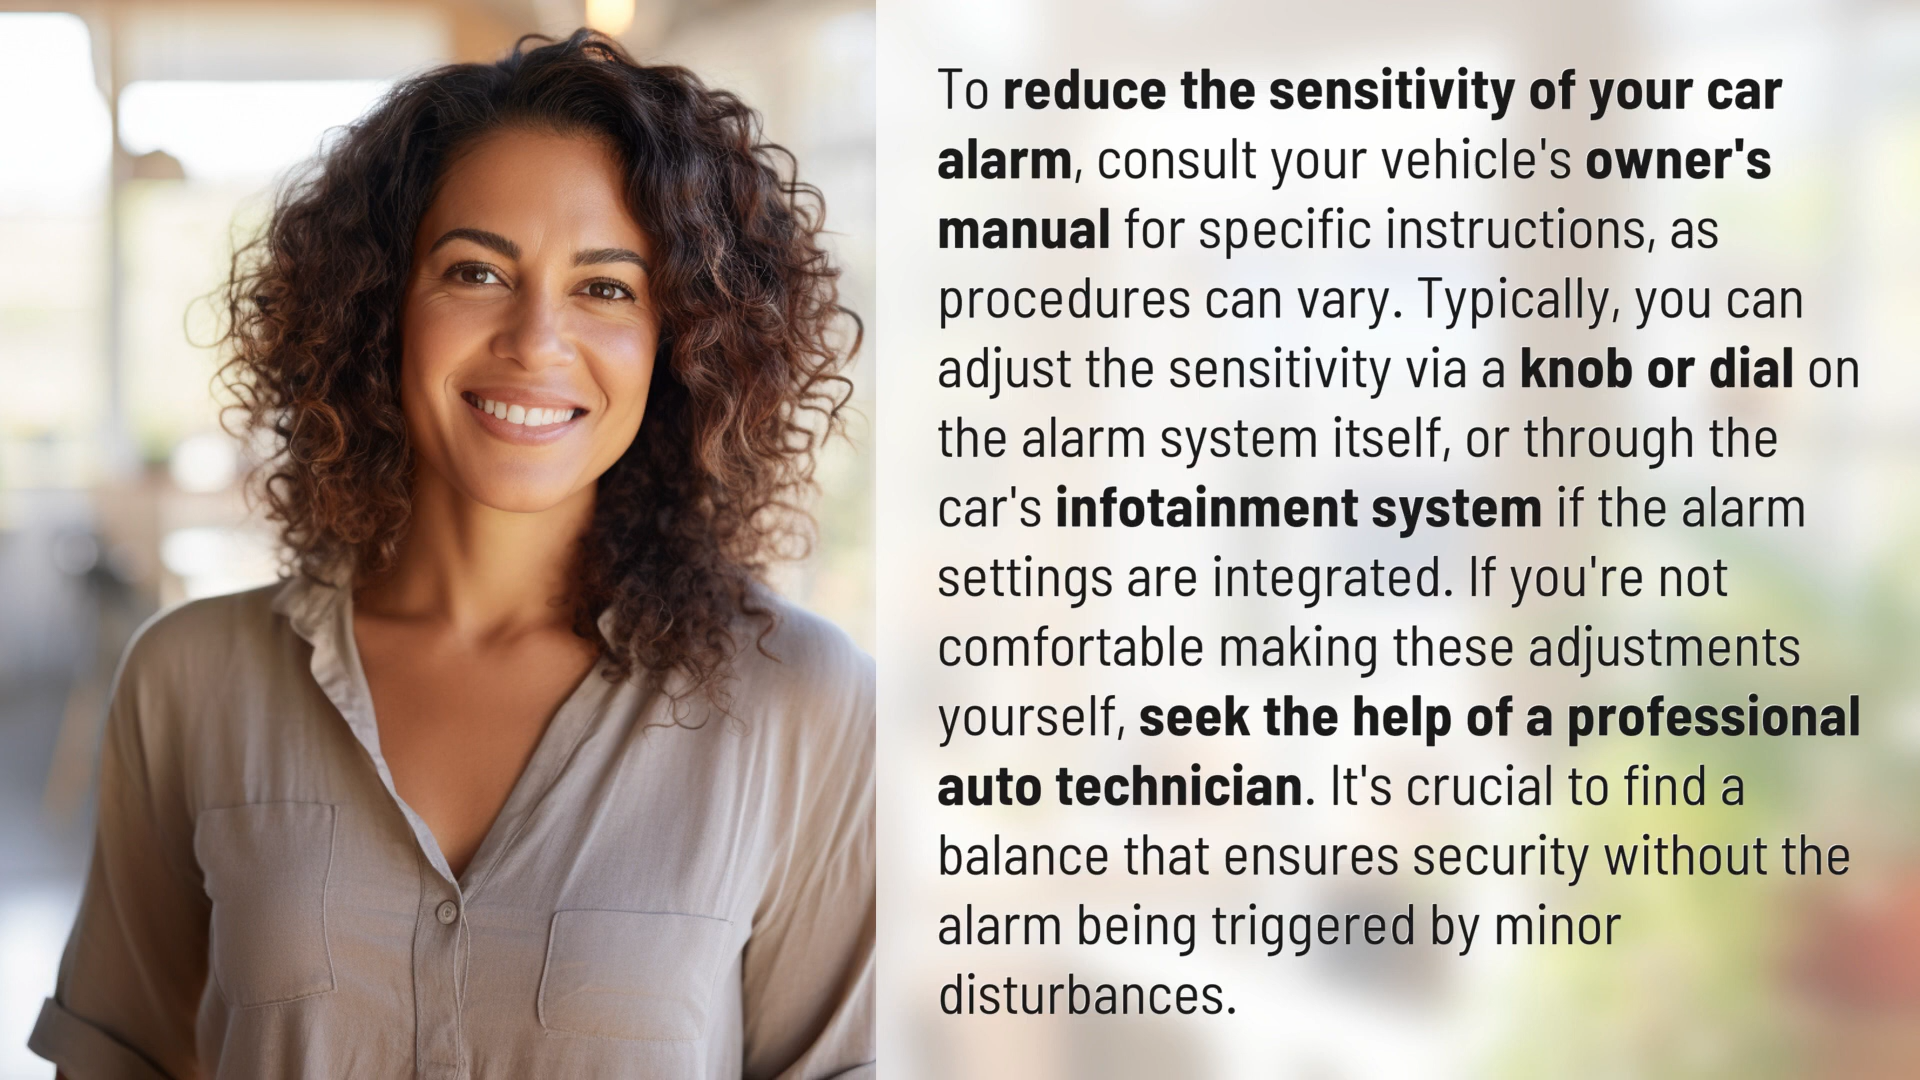 To reduce the sensitivity of your car
alarm, consult your vehicle's owner's
manual for specific instructions, as
procedures can vary. Typically, you can
adjust the sensitivity via a knob or dial on
the alarm system itself, or through the
car's infotainment system if the alarm
settings are integrated. If you're not
comfortable making these adjustments
yourself, seek the help of a professional
auto technician. It's crucial to find a
balance that ensures security without the
alarm being triggered by minor
disturbances.